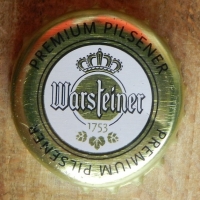 PREMIUM PILSENER
Warsteiner
1753
PREMIUM PILSENER